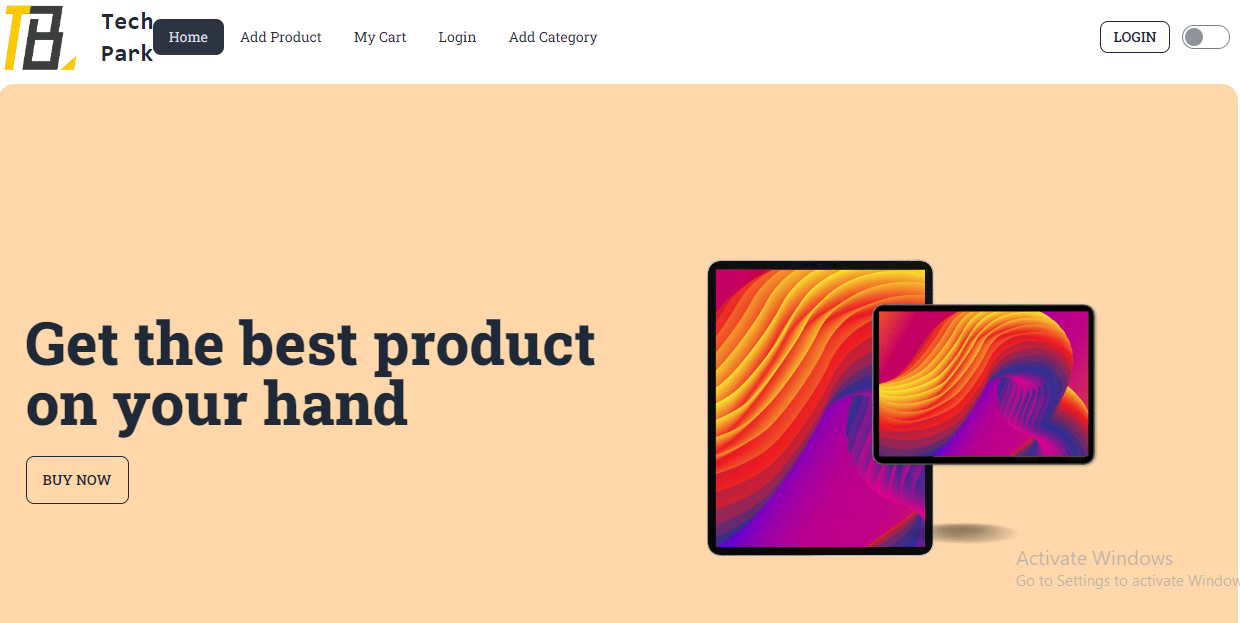 TB
Tech
Park
Home Add Product My Cart Login Add Category LOGIN
Get the best product
on your hand
BUY NOW
Activate Windows
Go to Settings to activate Window